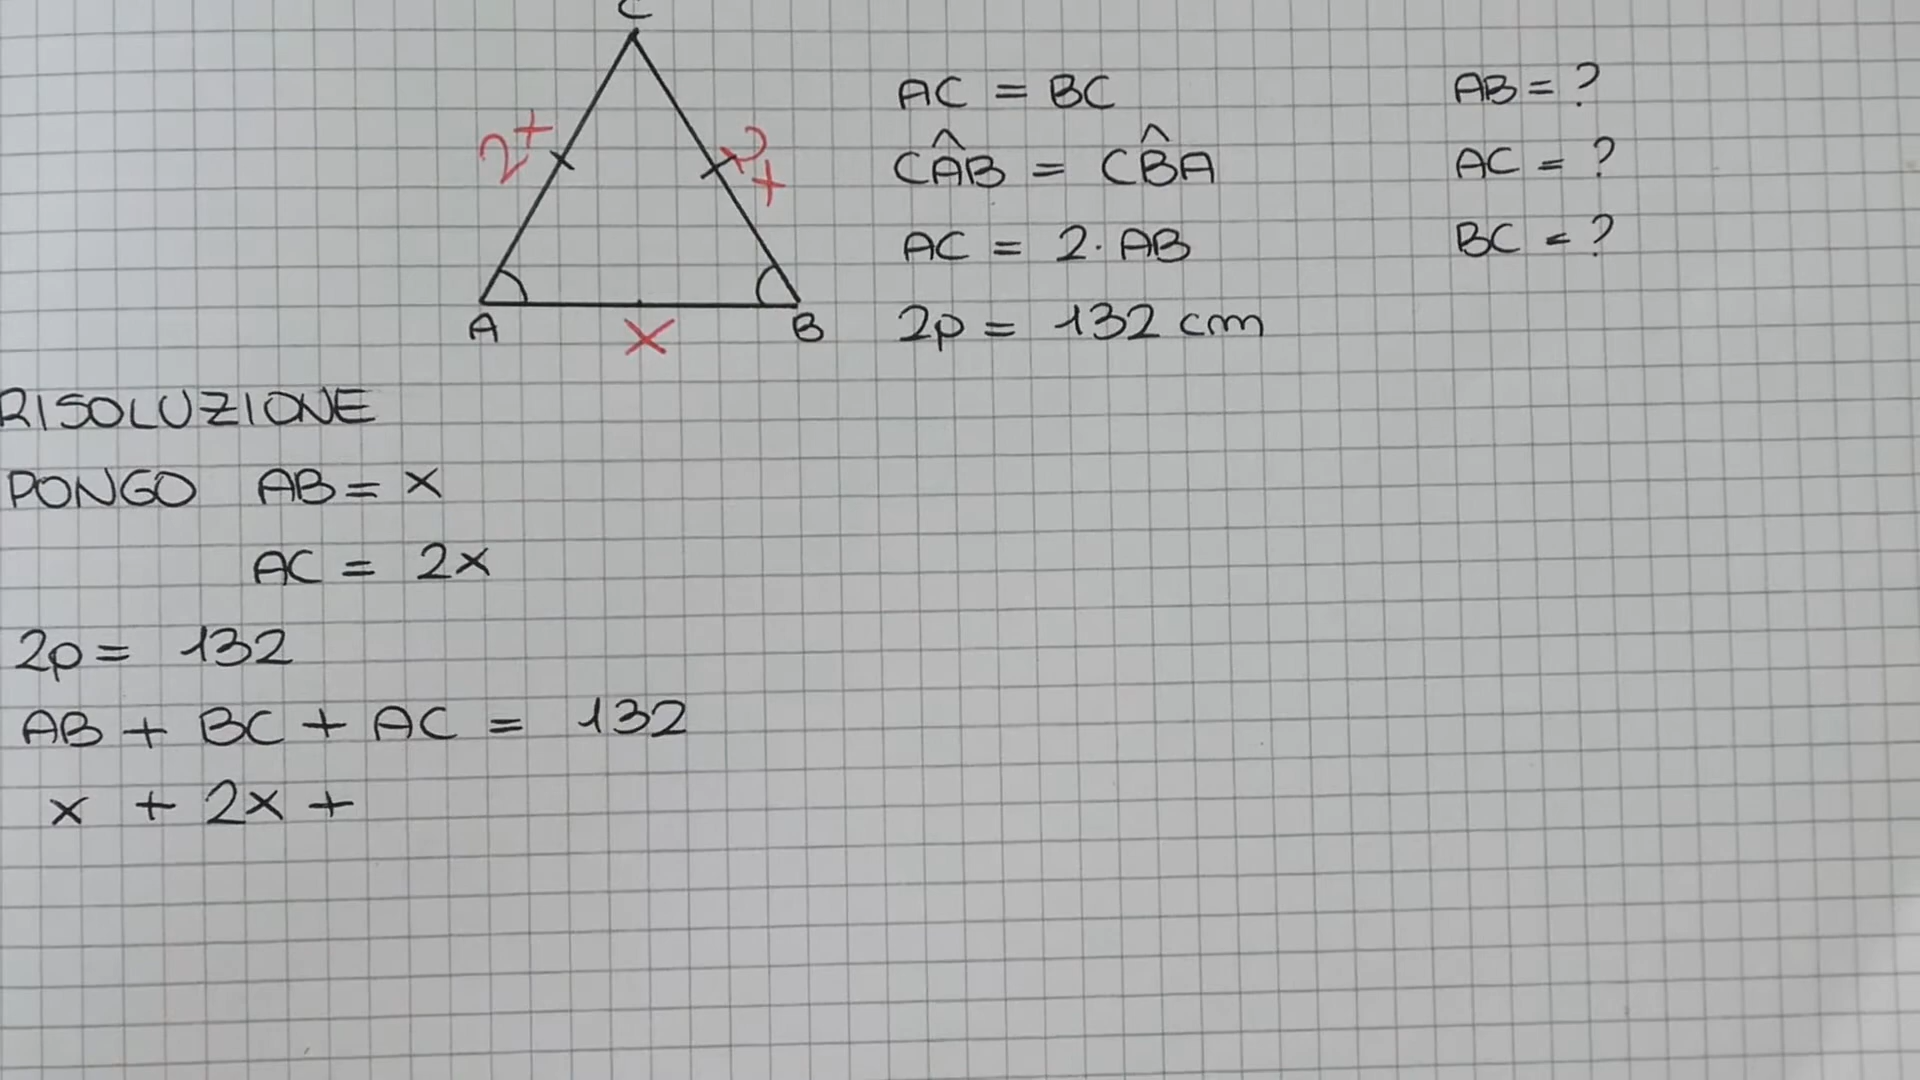 C
2x
2x
A
x
B
AC = BC
CÂB = CB̂A
AC = 2·AB
2p = 132 cm
AB = ?
AC = ?
BC = ?
RISOLUZIONE
PONGO AB = x
AC = 2x
2p = 132
AB + BC + AC = 132
x + 2x +